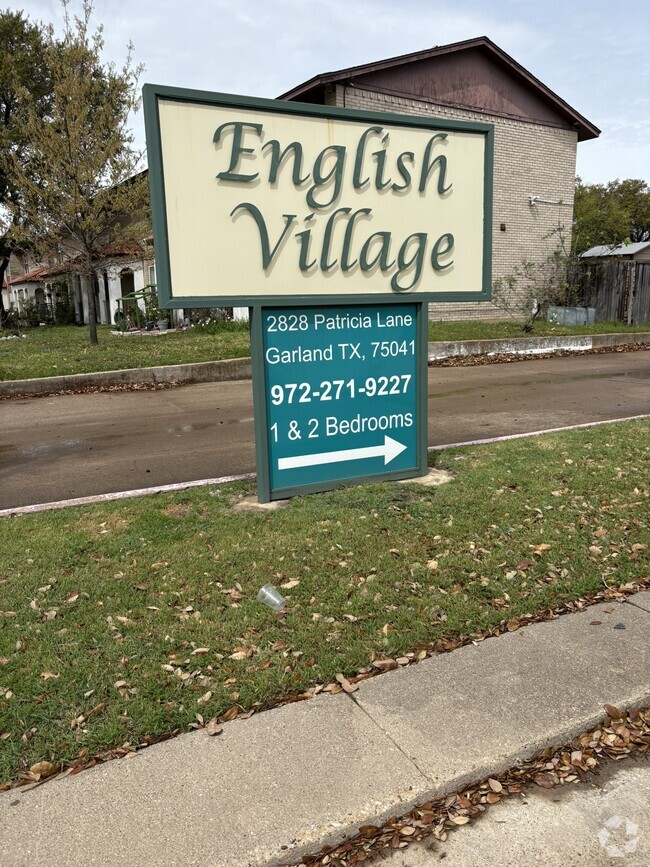 English
Village
2828 Patricia Lane
Garland TX, 75041
972-271-9227
1 & 2 Bedrooms